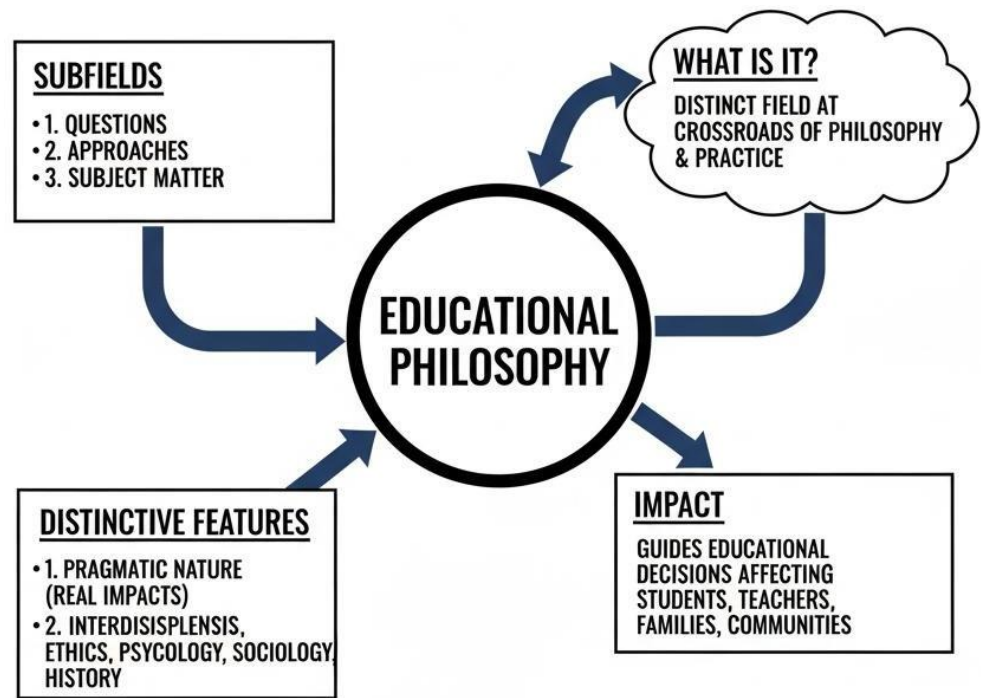 SUBFIELDS
• 1. QUESTIONS
• 2. APPROACHES
• 3. SUBJECT MATTER
WHAT IS IT?
DISTINCT FIELD AT
CROSSROADS OF PHILOSOPHY
& PRACTICE
EDUCATIONAL
PHILOSOPHY
DISTINCTIVE FEATURES
• 1. PRAGMATIC NATURE
(REAL IMPACTS)
• 2. INTERDISISPLENSIS,
ETHICS, PSYCOLOGY, SOCIOLOGY,
HISTORY
IMPACT
GUIDES EDUCATIONAL
DECISIONS AFFECTING
STUDENTS, TEACHERS,
FAMILIES, COMMUNITIES